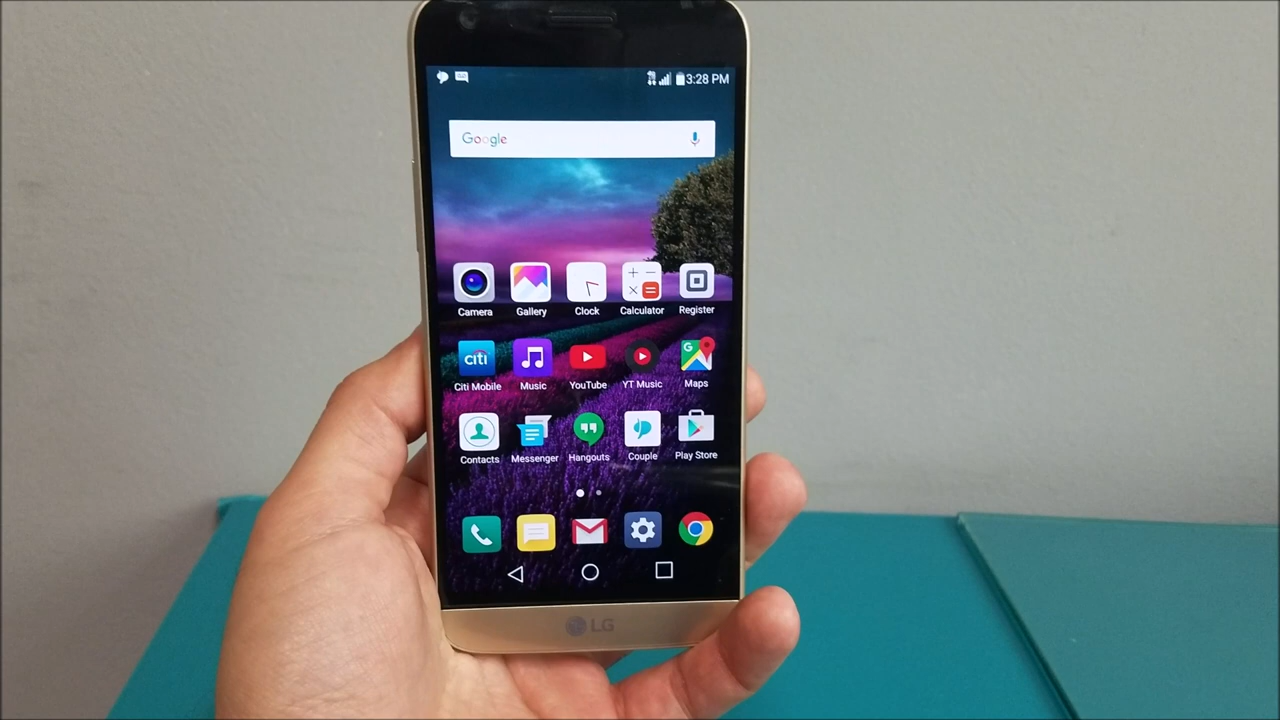 3:28 PM
Google
Camera Gallery Clock Calculator Register
citi
G
Citi Mobile Music YouTube YT Music Maps
Contacts Messenger Hangouts Couple Play Store
LG